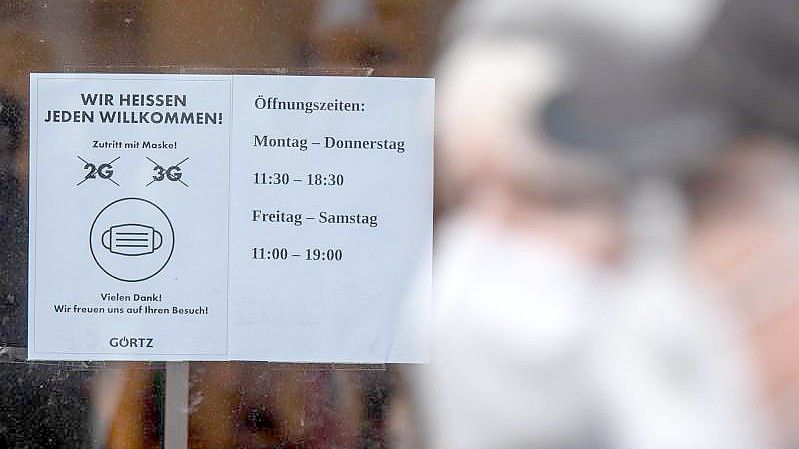 WIR HEISSEN
JEDEN WILLKOMMEN!
Zutritt mit Maske!
2G 3G
Vielen Dank!
Wir freuen uns auf Ihren Besuch!
GÖRTZ
Öffnungszeiten:
Montag – Donnerstag
11:30 – 18:30
Freitag – Samstag
11:00 – 19:00